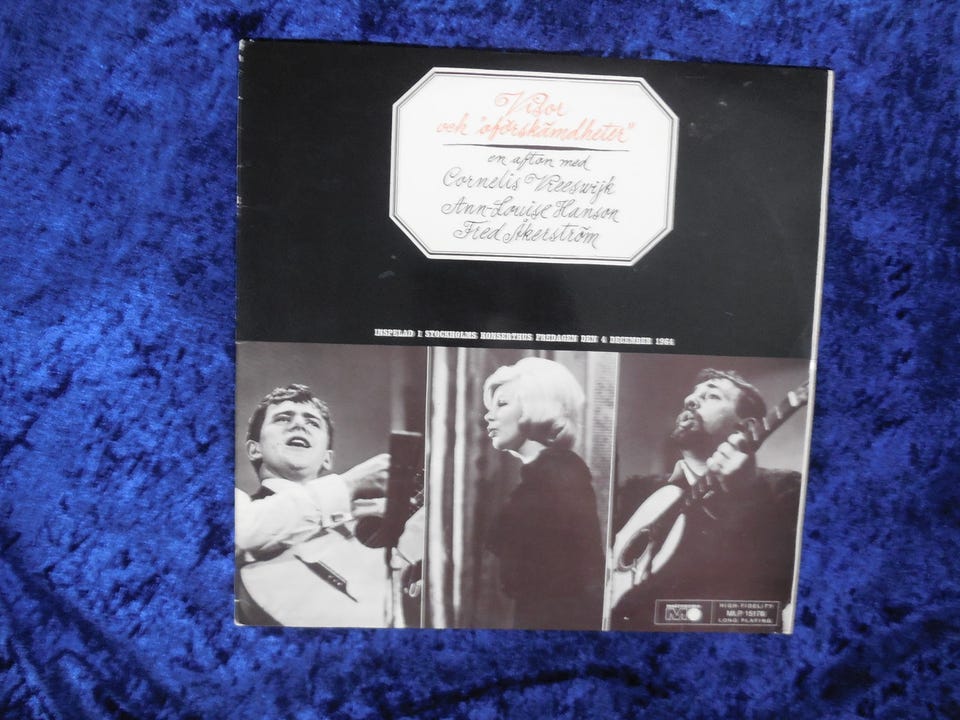 Visor
och "oförskämdheter"
en afton med
Cornelis Vreeswijk
Ann-Louise Hanson
Fred Åkerström
INSPELAD I STOCKHOLMS KONSERTHUS FREDAGEN DEN 4 DECEMBER 1964
HIGH-FIDELITY
MLP 15176
LONG PLAYING